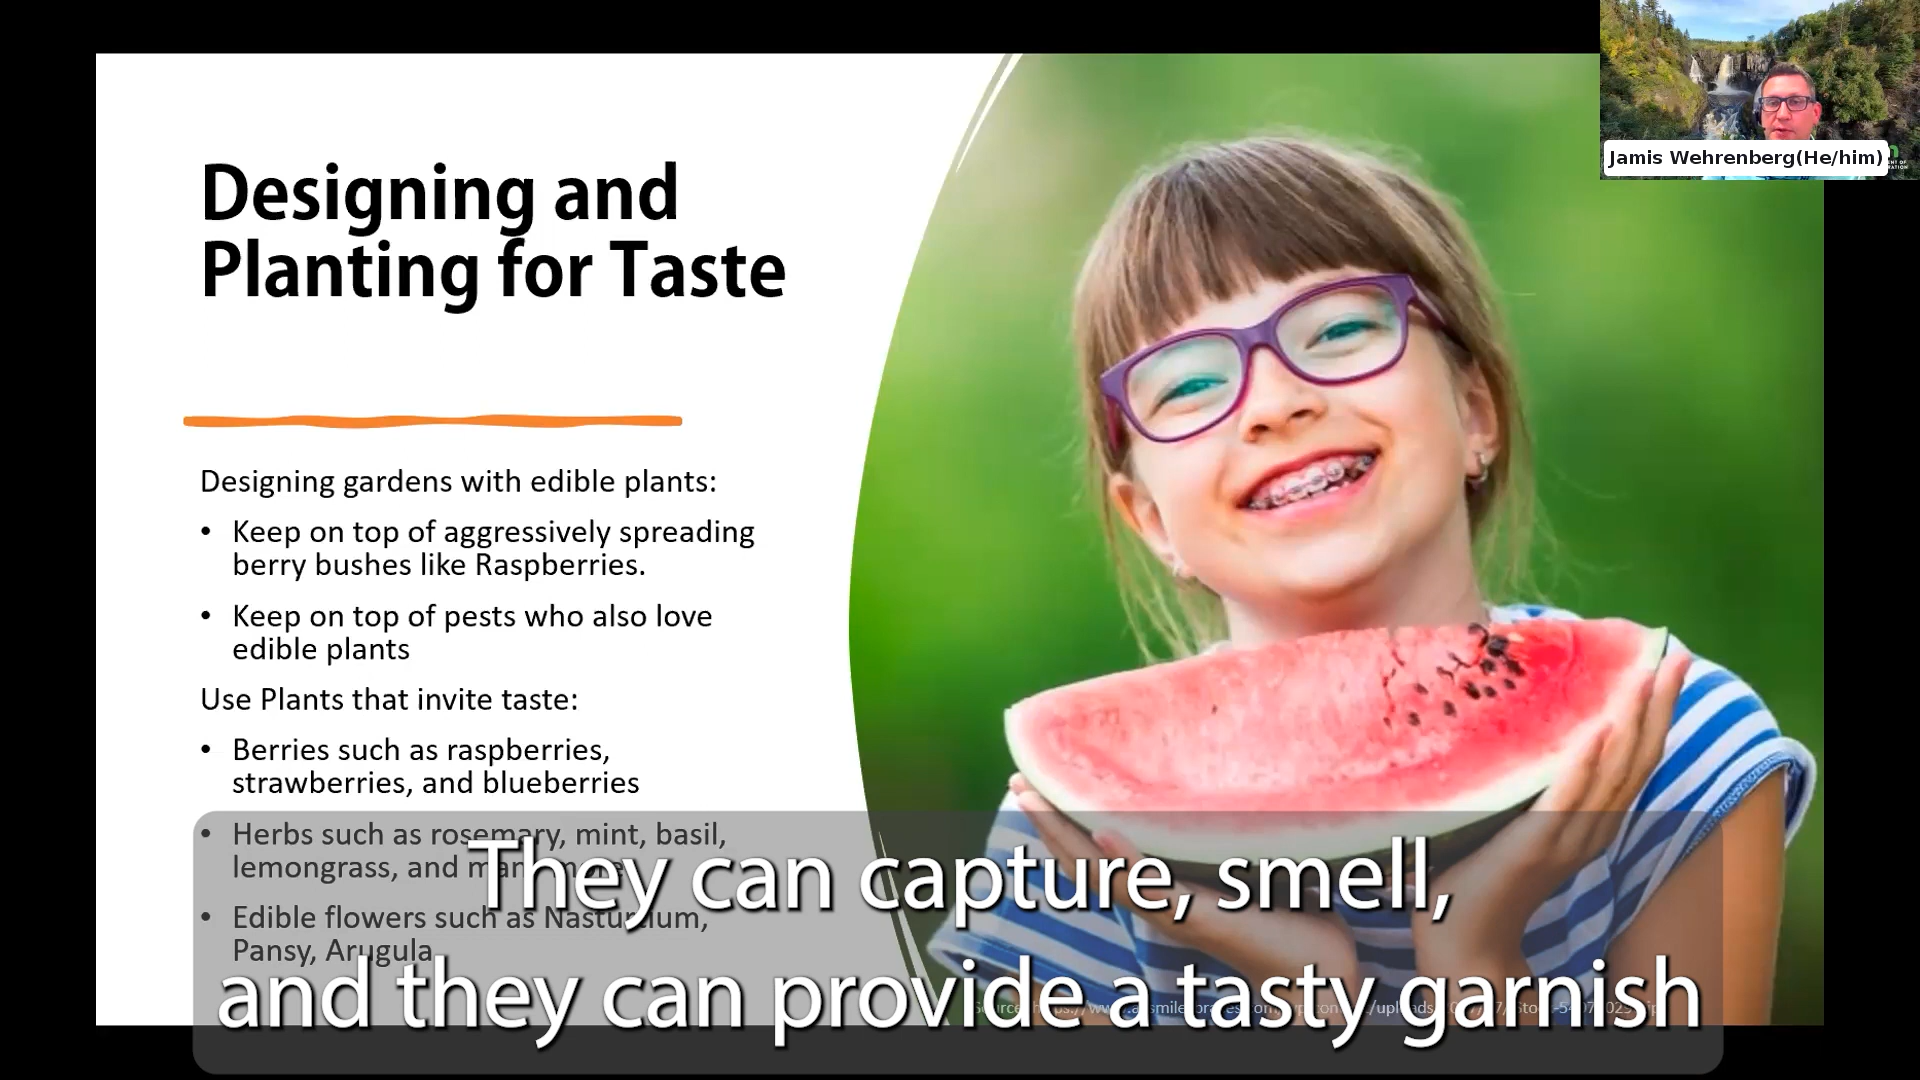 Jamis Wehrenberg(He/him)
Designing and
Planting for Taste
Designing gardens with edible plants:
• Keep on top of aggressively spreading
berry bushes like Raspberries.
• Keep on top of pests who also love
edible plants
Use Plants that invite taste:
• Berries such as raspberries,
strawberries, and blueberries
• Herbs such as rosemary, mint, basil,
lemongrass, and many more
• Edible flowers such as Nasturtium,
Pansy, Arugula
They can capture, smell,
and they can provide a tasty garnish